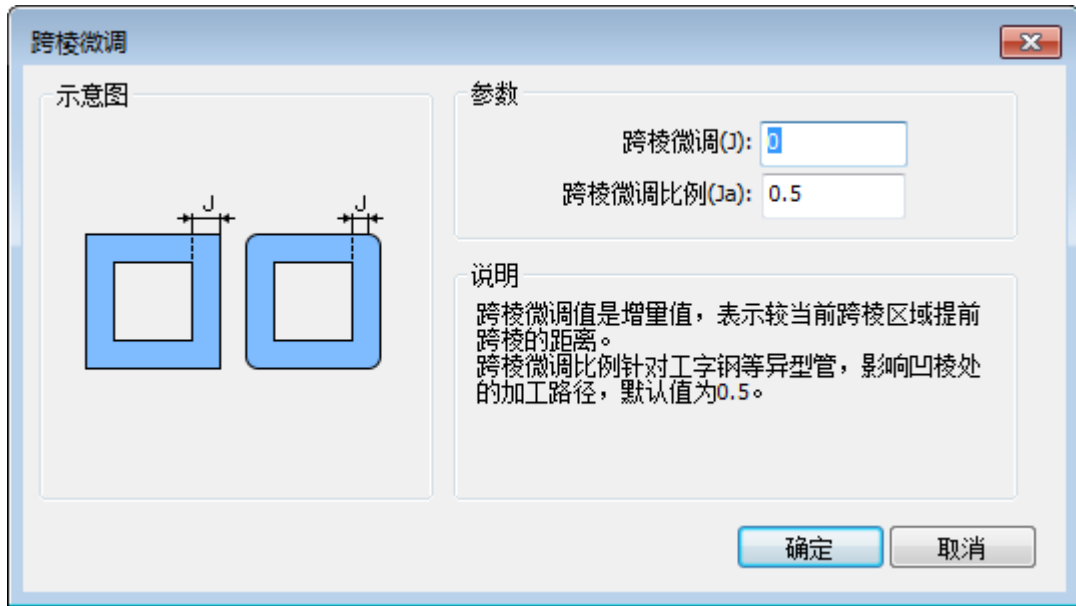 跨棱微调
示意图
J
J
参数
跨棱微调(J): 0
跨棱微调比例(Ja): 0.5
说明
跨棱微调值是增量值，表示较当前跨棱区域提前
跨棱的距离。
跨棱微调比例针对工字钢等异型管，影响凹棱处
的加工路径，默认值为0.5。
确定
取消